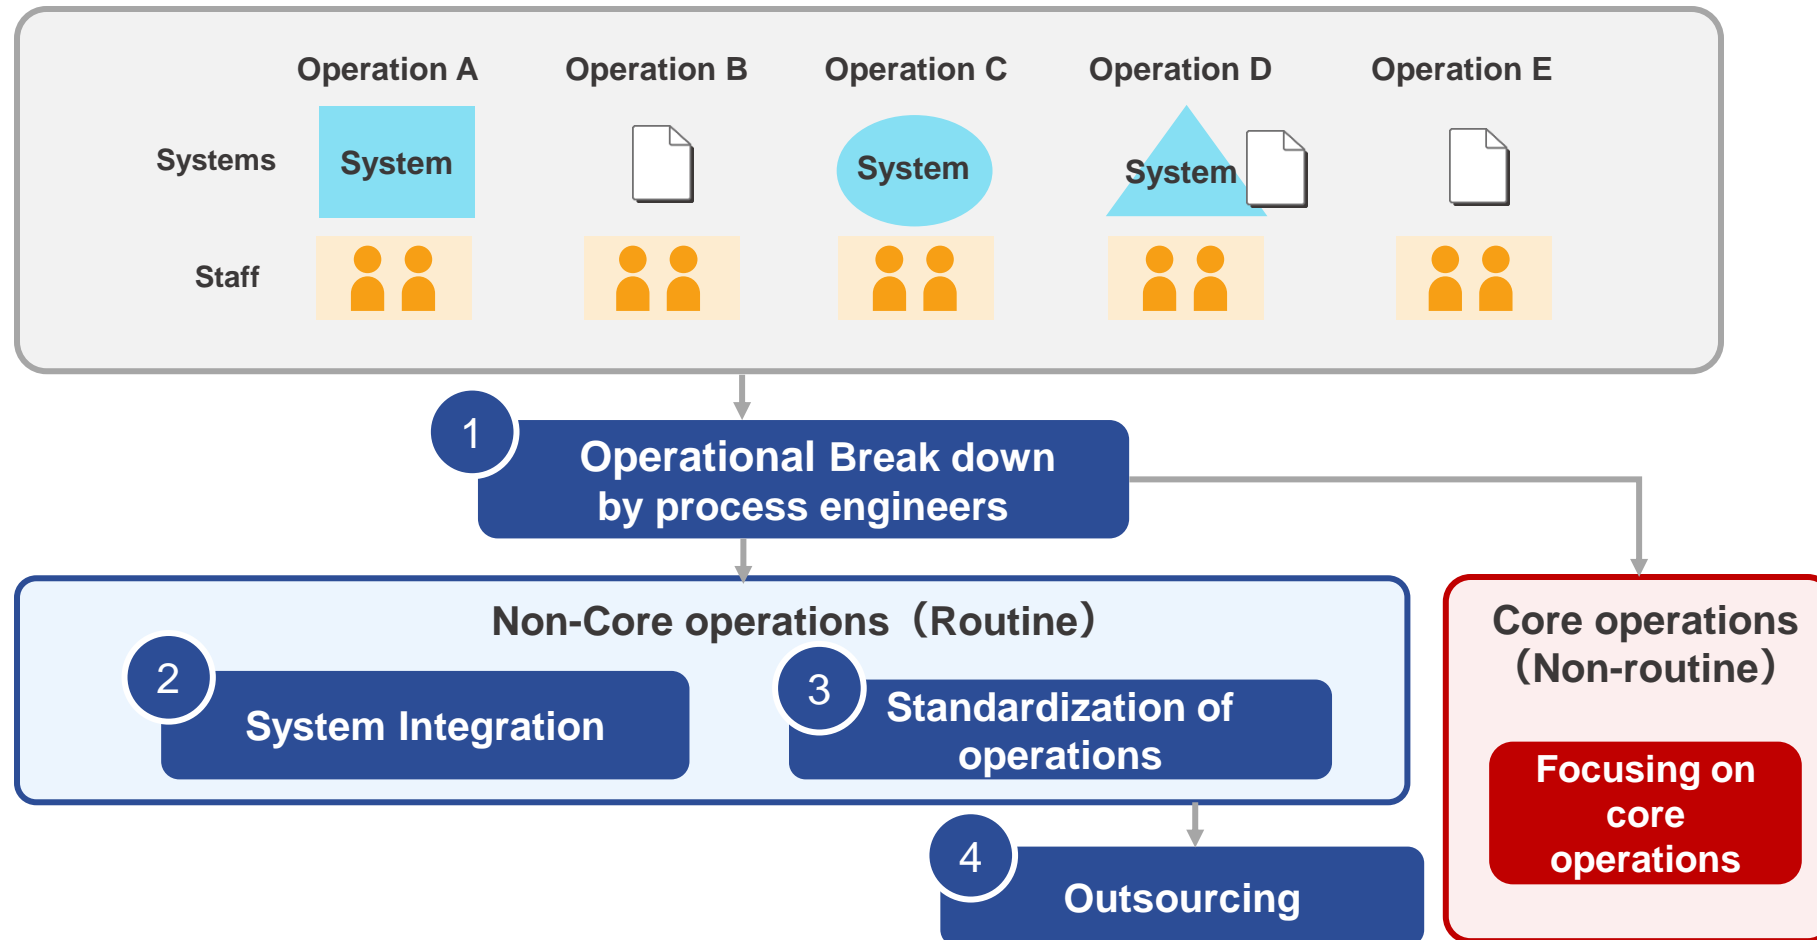 Operation A
Operation B
Operation C
Operation D
Operation E
Systems
System
System
System
Staff
1
Operational Break down
by process engineers
Non-Core operations（Routine）
2
System Integration
3
Standardization of
operations
4
Outsourcing
Core operations
（Non-routine）
Focusing on
core
operations